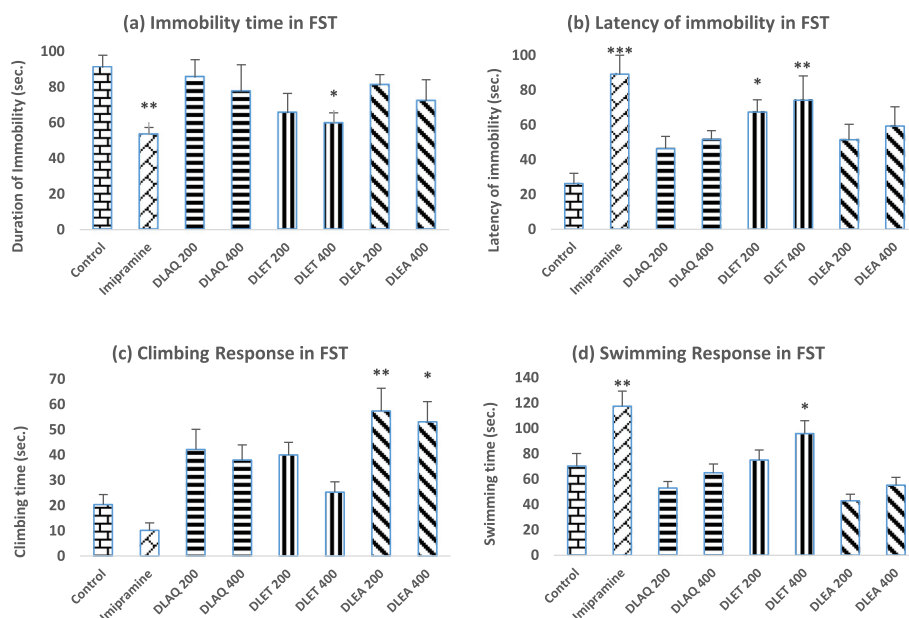 (a) Immobility time in FST
Duration of Immobility (sec.)
100
80
60
40
20
0
**
*
Control
Imipramine
DLAQ 200
DLAQ 400
DLET 200
DLET 400
DLEA 200
DLEA 400
(b) Latency of immobility in FST
Latency of immobility (sec.)
100
80
60
40
20
0
***
*
**
Control
Imipramine
DLAQ 200
DLAQ 400
DLET 200
DLET 400
DLEA 200
DLEA 400
(c) Climbing Response in FST
Climbing time (sec.)
70
60
50
40
30
20
10
0
**
*
Control
Imipramine
DLAQ 200
DLAQ 400
DLET 200
DLET 400
DLEA 200
DLEA 400
(d) Swimming Response in FST
Swimming time (sec.)
140
120
100
80
60
40
20
0
**
*
Control
Imipramine
DLAQ 200
DLAQ 400
DLET 200
DLET 400
DLEA 200
DLEA 400